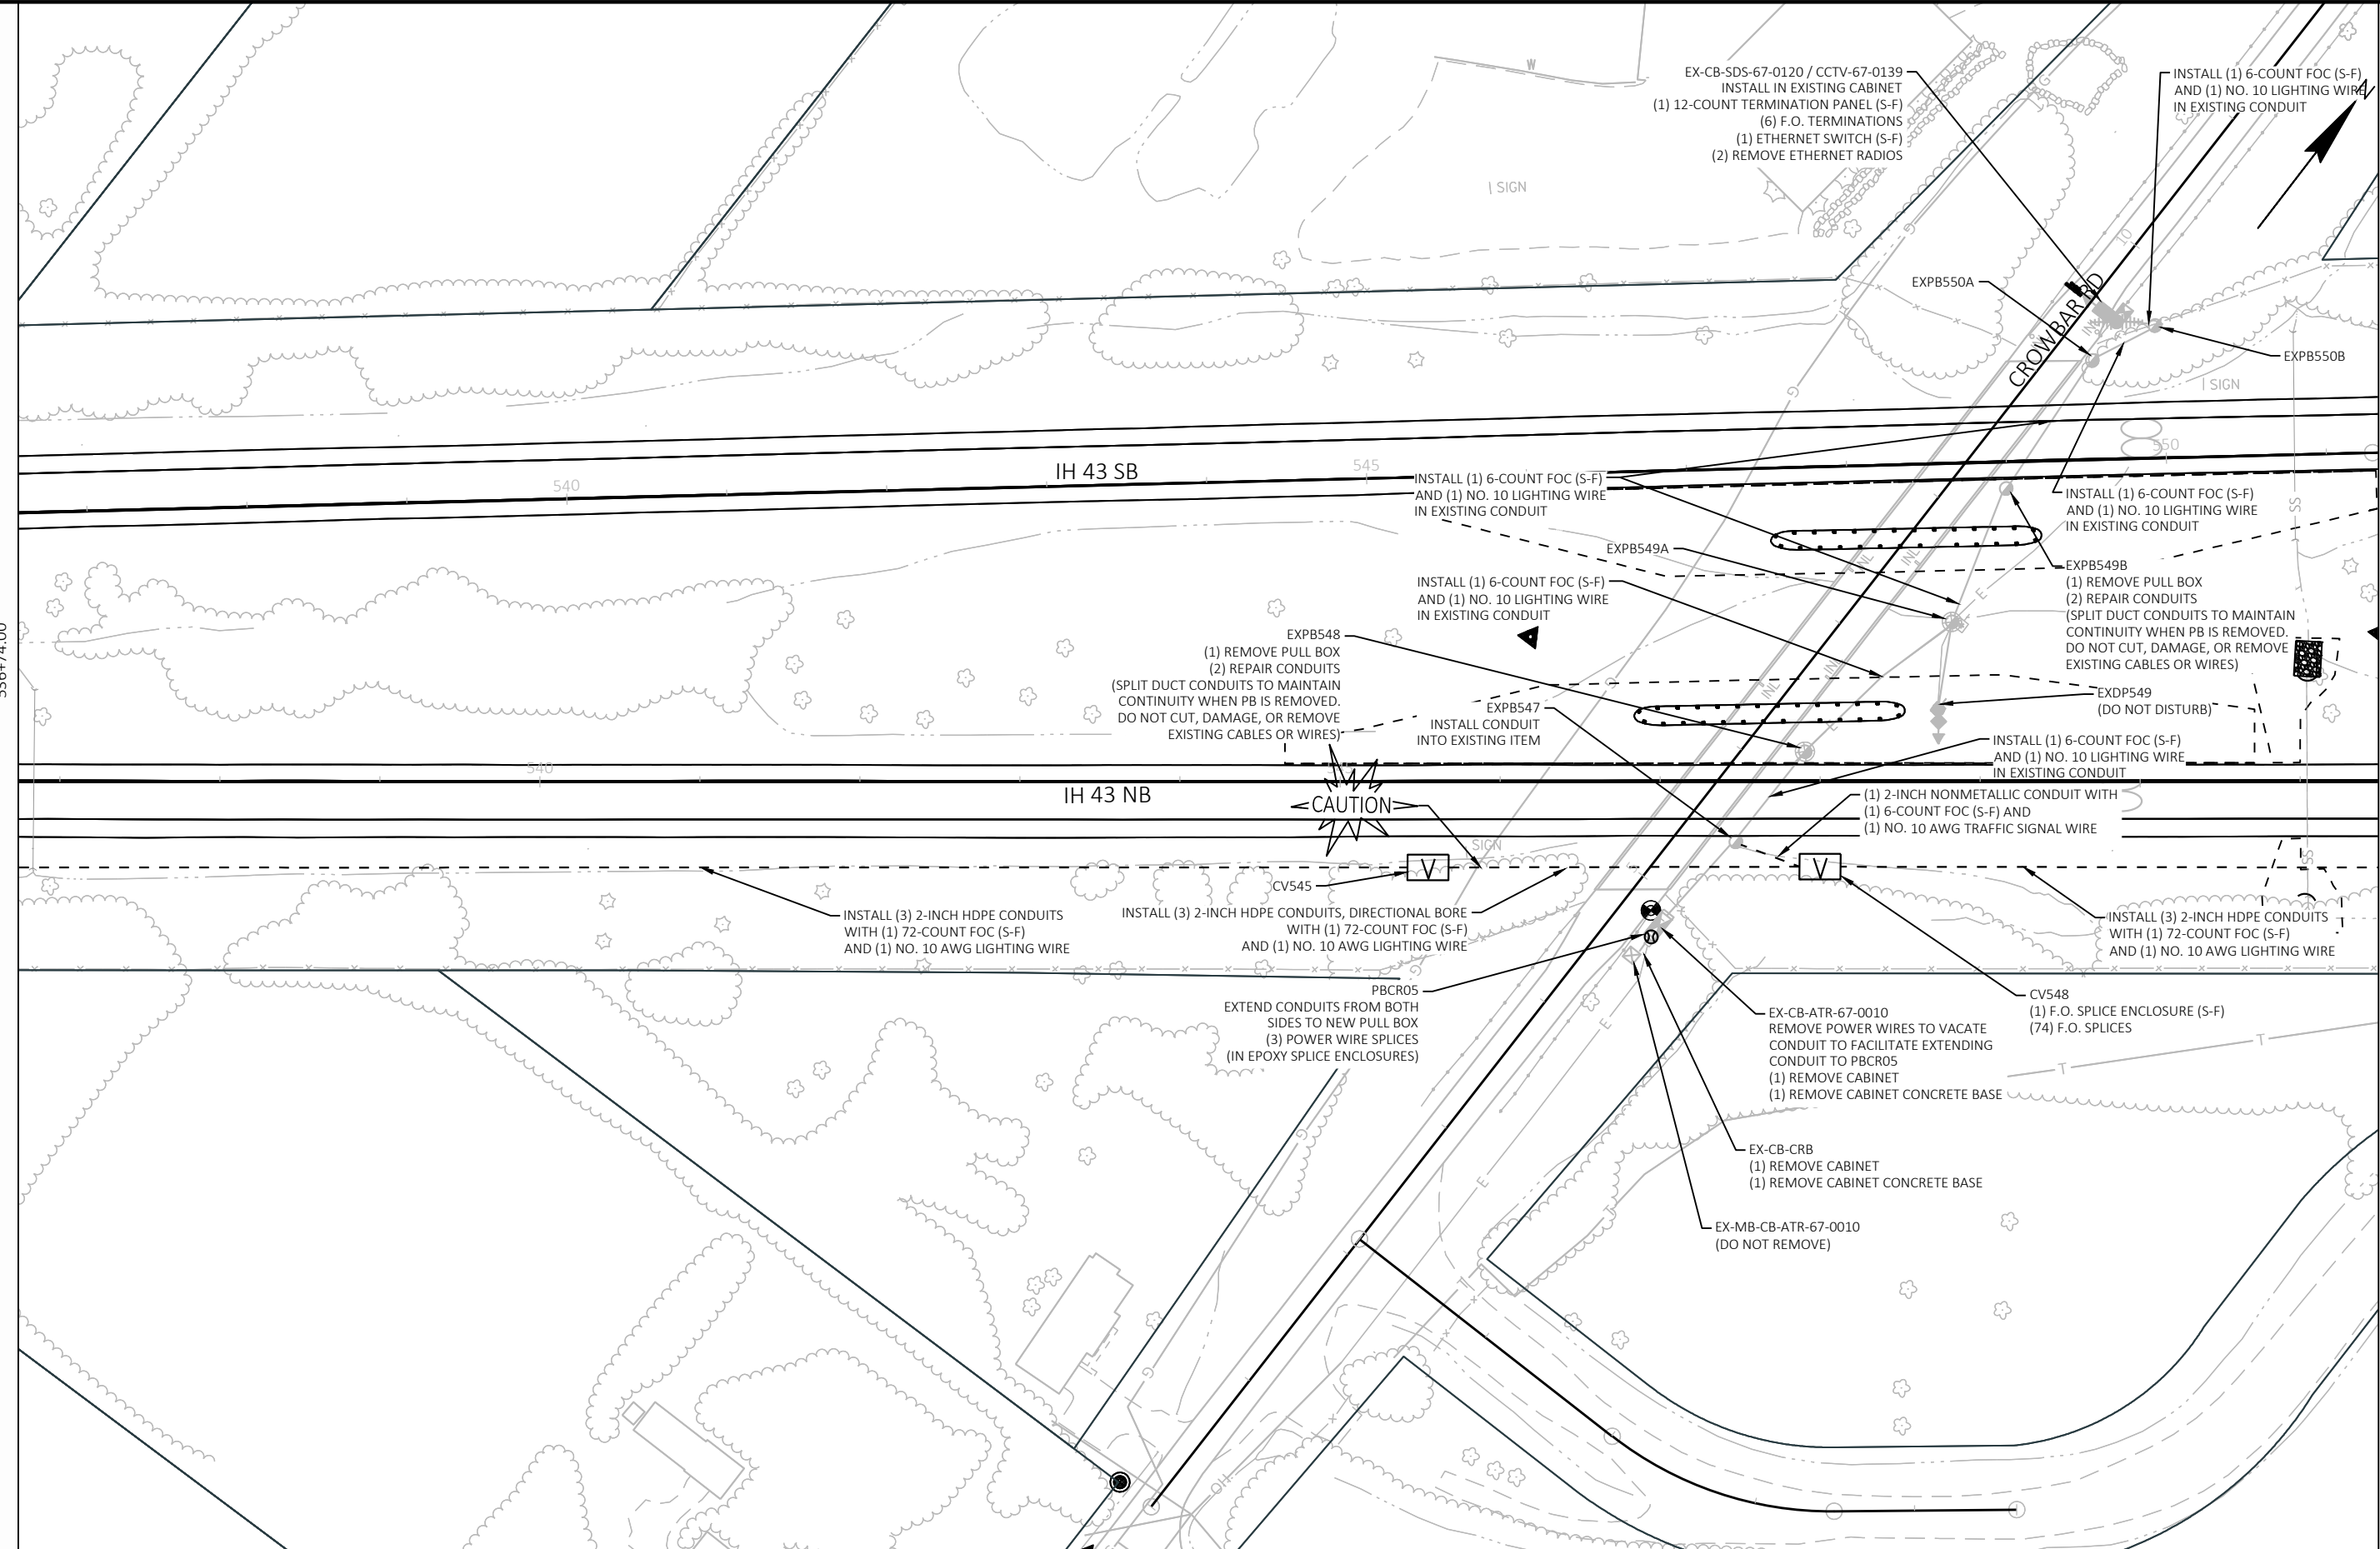 EX-CB-SDS-67-0120 / CCTV-67-0139
INSTALL IN EXISTING CABINET
(1) 12-COUNT TERMINATION PANEL (S-F)
(6) F.O. TERMINATIONS
(1) ETHERNET SWITCH (S-F)
(2) REMOVE ETHERNET RADIOS
INSTALL (1) 6-COUNT FOC (S-F)
AND (1) NO. 10 LIGHTING WIRE
IN EXISTING CONDUIT
N
W
SIGN
G
G
10
EXPB550A
CROWBAR RD
EXPB550B
SIGN
G
IH 43 SB
540
545
550
INSTALL (1) 6-COUNT FOC (S-F)
AND (1) NO. 10 LIGHTING WIRE
IN EXISTING CONDUIT
INSTALL (1) 6-COUNT FOC (S-F)
AND (1) NO. 10 LIGHTING WIRE
IN EXISTING CONDUIT
SS
EXPB549A
INL
INL
EXPB549B
(1) REMOVE PULL BOX
(2) REPAIR CONDUITS
(SPLIT DUCT CONDUITS TO MAINTAIN
CONTINUITY WHEN PB IS REMOVED.
DO NOT CUT, DAMAGE, OR REMOVE
EXISTING CABLES OR WIRES)
INSTALL (1) 6-COUNT FOC (S-F)
AND (1) NO. 10 LIGHTING WIRE
IN EXISTING CONDUIT
E
536+74.00
EXPB548
(1) REMOVE PULL BOX
(2) REPAIR CONDUITS
(SPLIT DUCT CONDUITS TO MAINTAIN
CONTINUITY WHEN PB IS REMOVED.
DO NOT CUT, DAMAGE, OR REMOVE
EXISTING CABLES OR WIRES)
G
INL
INL
EXDP549
(DO NOT DISTURB)
EXPB547
INSTALL CONDUIT
INTO EXISTING ITEM
E
INSTALL (1) 6-COUNT FOC (S-F)
AND (1) NO. 10 LIGHTING WIRE
IN EXISTING CONDUIT
540
IH 43 NB
CAUTION
(1) 2-INCH NONMETALLIC CONDUIT WITH
(1) 6-COUNT FOC (S-F) AND
(1) NO. 10 AWG TRAFFIC SIGNAL WIRE
SIGN
SS
V
V
CV545
INSTALL (3) 2-INCH HDPE CONDUITS
WITH (1) 72-COUNT FOC (S-F)
AND (1) NO. 10 AWG LIGHTING WIRE
INSTALL (3) 2-INCH HDPE CONDUITS, DIRECTIONAL BORE
WITH (1) 72-COUNT FOC (S-F)
AND (1) NO. 10 AWG LIGHTING WIRE
INSTALL (3) 2-INCH HDPE CONDUITS
WITH (1) 72-COUNT FOC (S-F)
AND (1) NO. 10 AWG LIGHTING WIRE
G
PBCR05
EXTEND CONDUITS FROM BOTH
SIDES TO NEW PULL BOX
(3) POWER WIRE SPLICES
(IN EPOXY SPLICE ENCLOSURES)
E
EX-CB-ATR-67-0010
REMOVE POWER WIRES TO VACATE
CONDUIT TO FACILITATE EXTENDING
CONDUIT TO PBCR05
(1) REMOVE CABINET
(1) REMOVE CABINET CONCRETE BASE
CV548
(1) F.O. SPLICE ENCLOSURE (S-F)
(74) F.O. SPLICES
T
T
G
EX-CB-CRB
(1) REMOVE CABINET
(1) REMOVE CABINET CONCRETE BASE
E
T
EX-MB-CB-ATR-67-0010
(DO NOT REMOVE)
T
G
OH